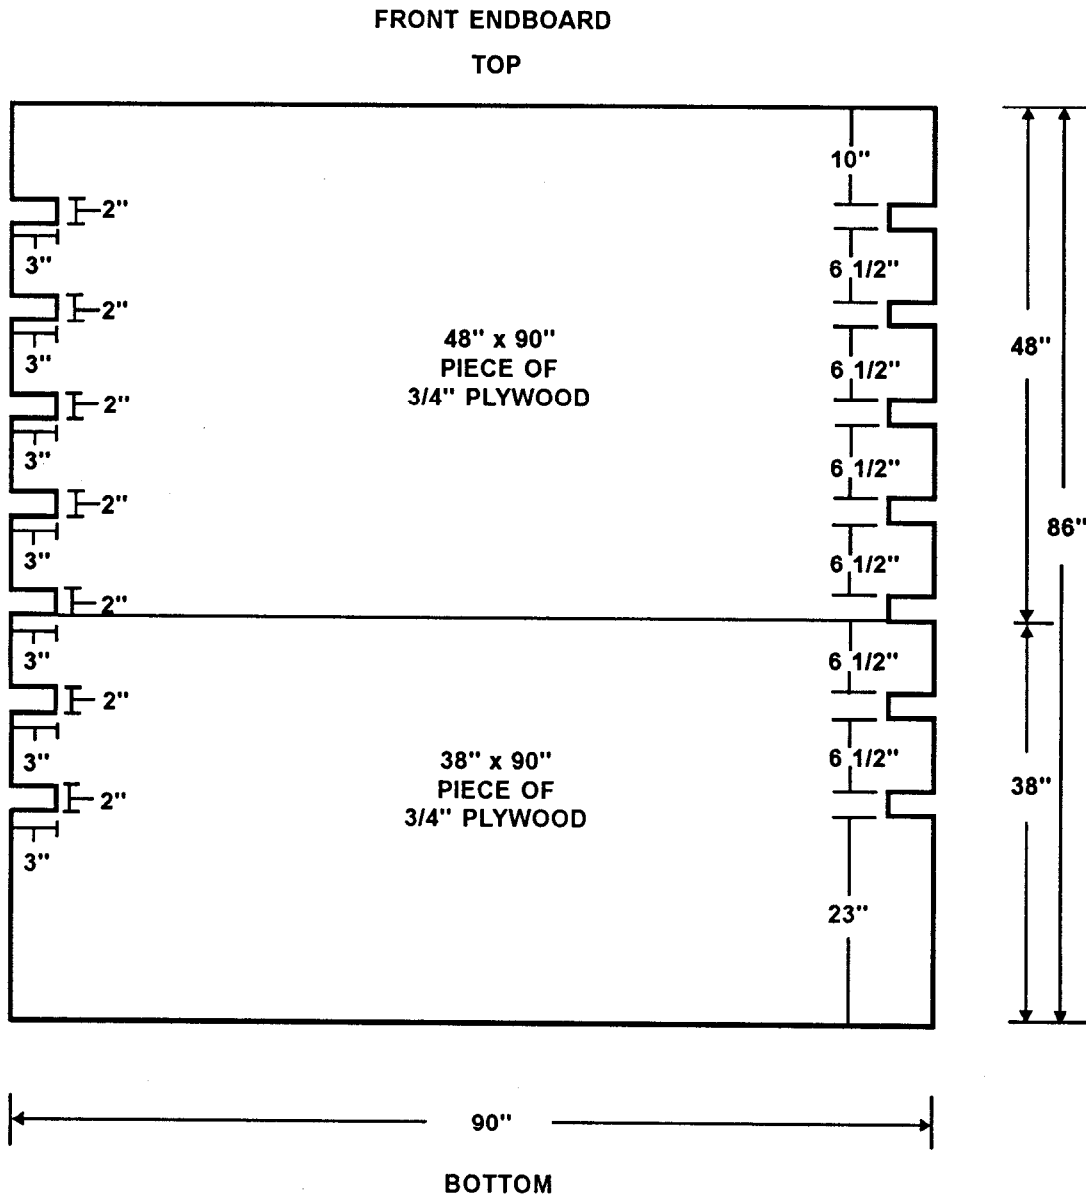 FRONT ENDBOARD
TOP
10"
2"
3"
6 1/2"
2"
48" x 90"
PIECE OF
3/4" PLYWOOD
48"
3"
6 1/2"
2"
3"
6 1/2"
2"
86"
3"
6 1/2"
2"
3"
6 1/2"
2"
3"
6 1/2"
38" x 90"
PIECE OF
3/4" PLYWOOD
38"
2"
3"
23"
90"
BOTTOM